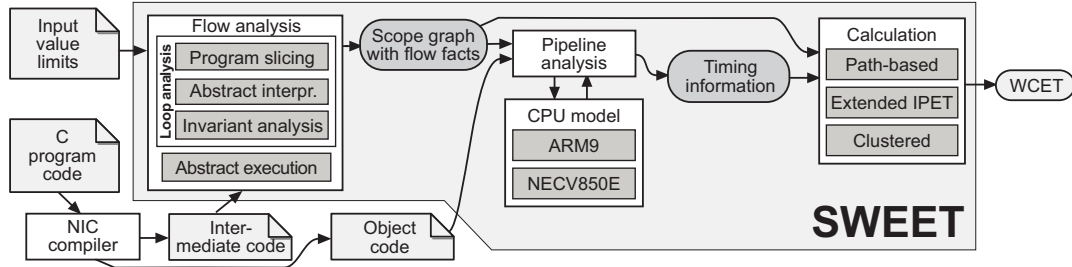 Input
value
limits
Flow analysis
Loop analysis
Program slicing
Abstract interpr.
Invariant analysis
Abstract execution
Scope graph
with flow facts
Pipeline
analysis
CPU model
ARM9
NECV850E
Timing
information
Calculation
Path-based
Extended IPET
Clustered
WCET
C
program
code
NIC
compiler
Inter-
mediate code
Object
code
SWEET